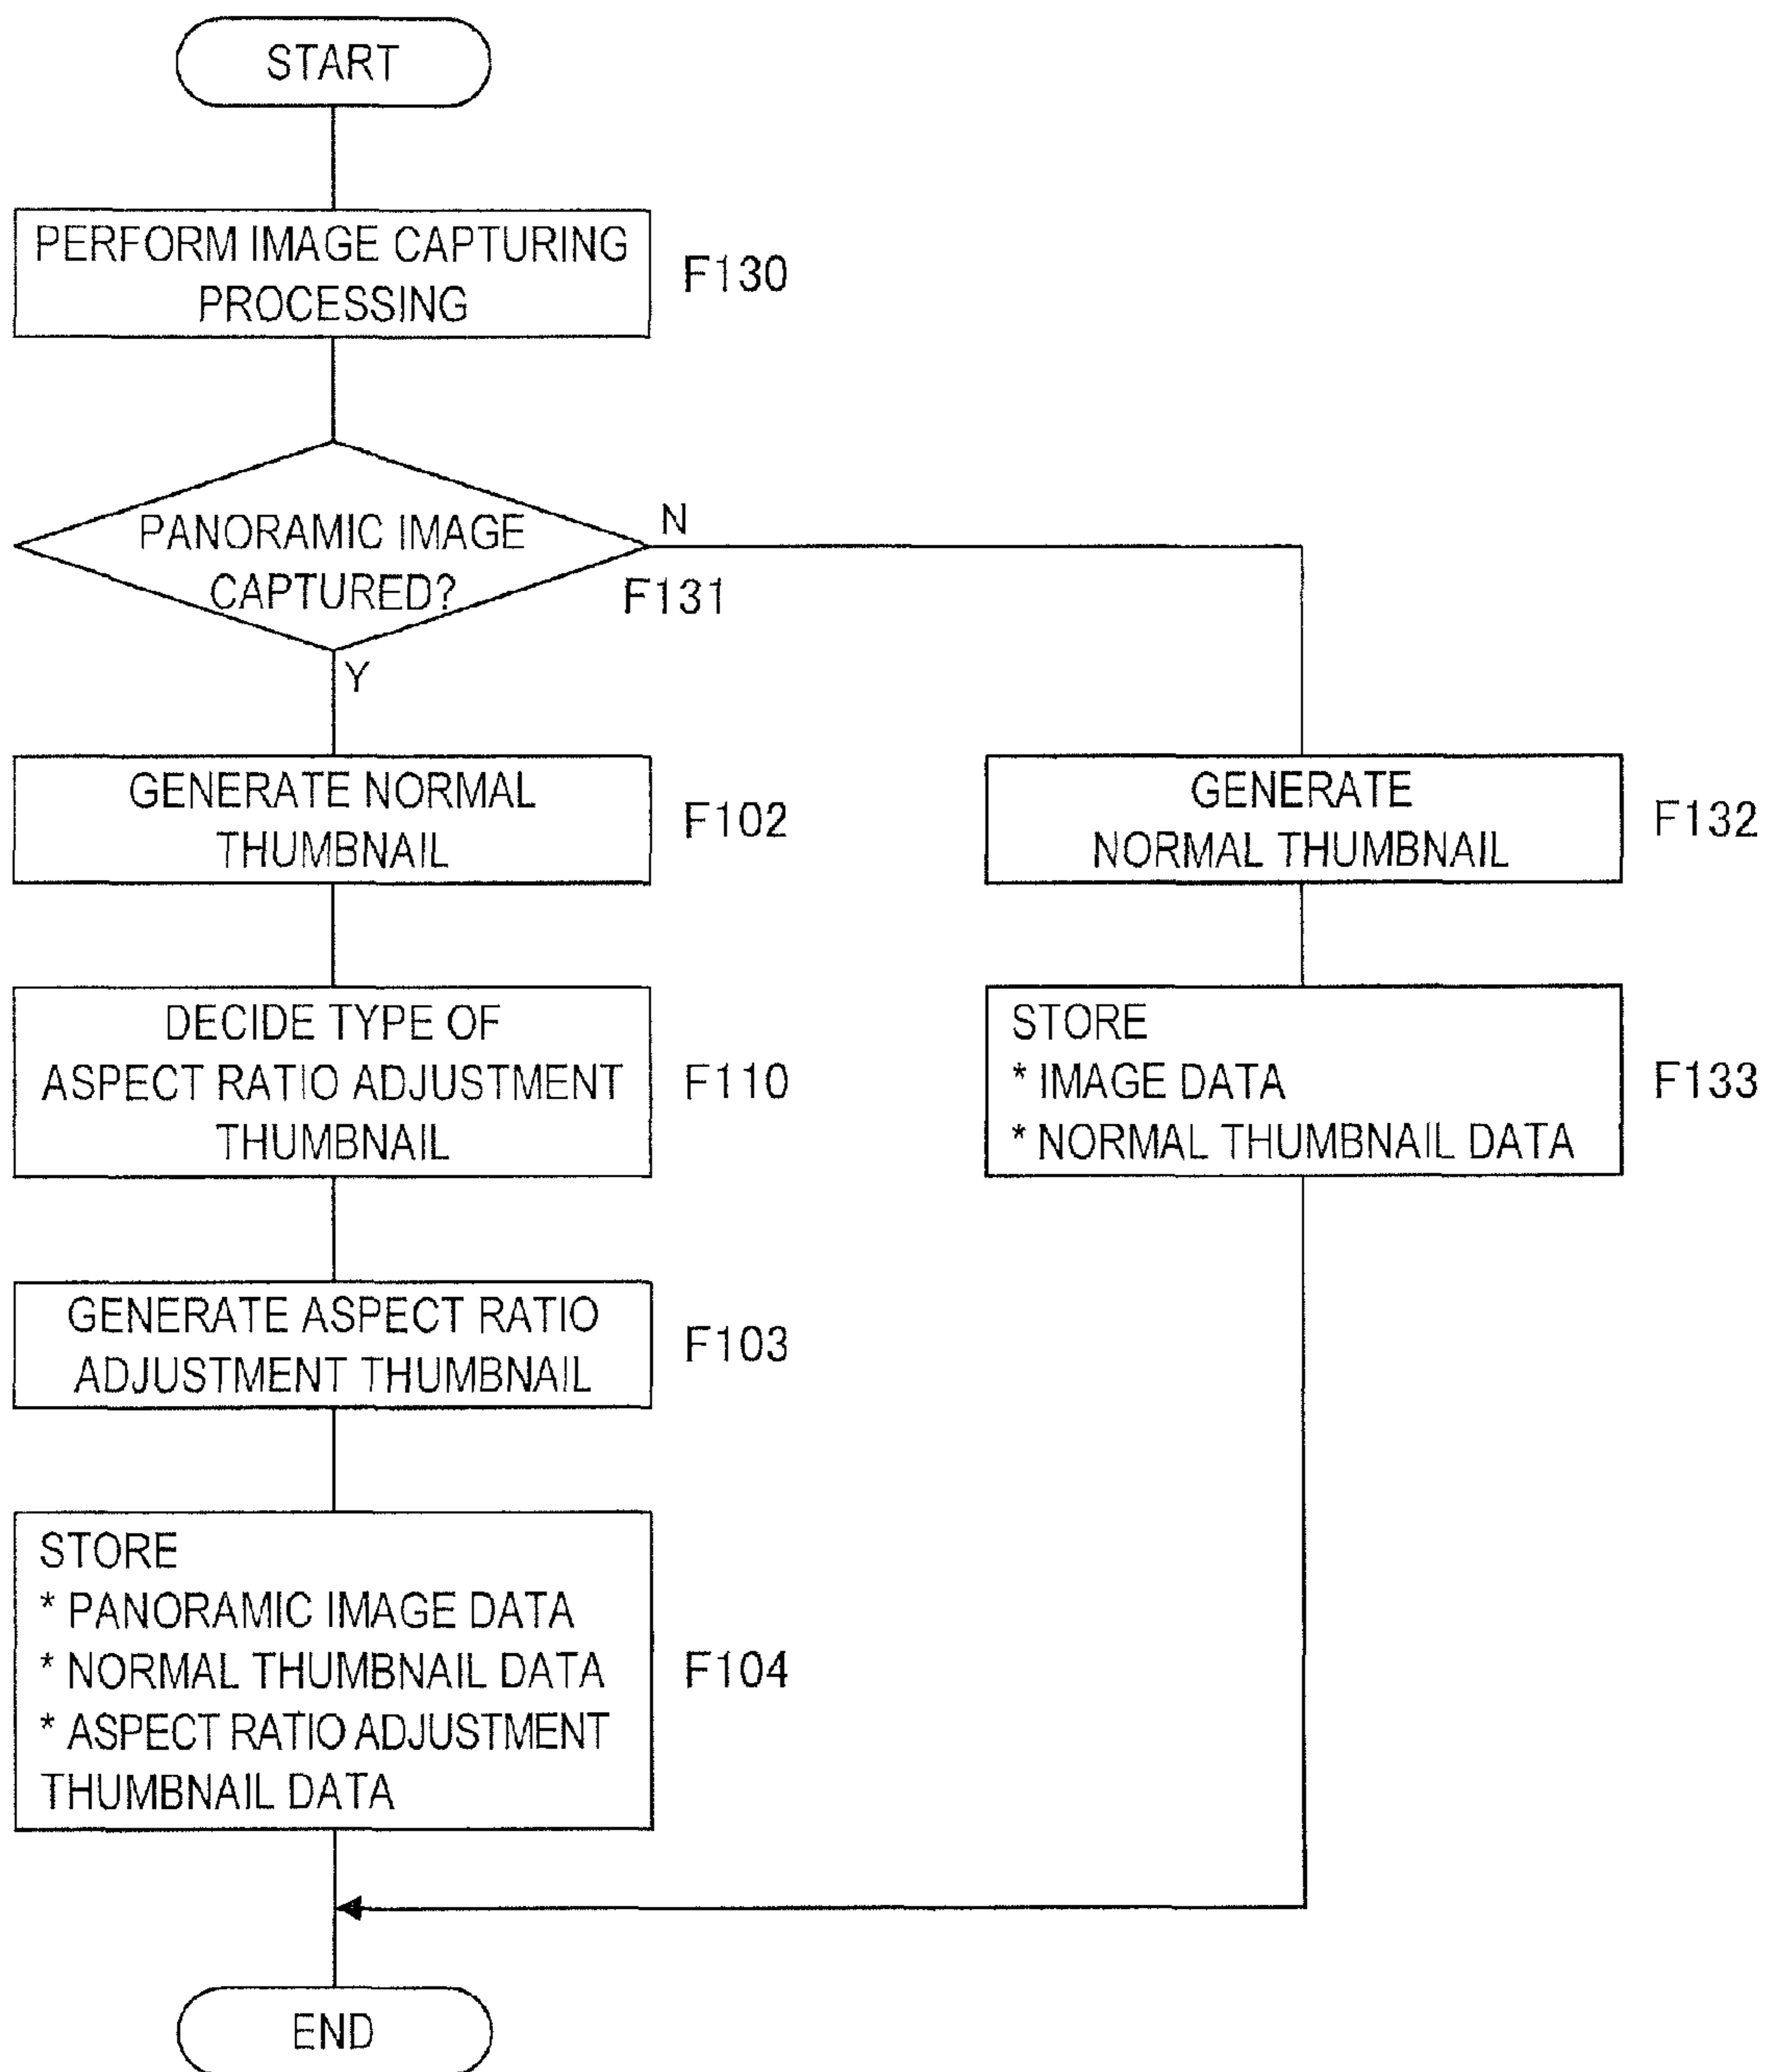 START
PERFORM IMAGE CAPTURING
PROCESSING
F130
PANORAMIC IMAGE
CAPTURED?
N
F131
Y
GENERATE NORMAL
THUMBNAIL
F102
GENERATE
NORMAL THUMBNAIL
F132
DECIDE TYPE OF
ASPECT RATIO ADJUSTMENT
THUMBNAIL
F110
STORE
* IMAGE DATA
* NORMAL THUMBNAIL DATA
F133
GENERATE ASPECT RATIO
ADJUSTMENT THUMBNAIL
F103
STORE
* PANORAMIC IMAGE DATA
* NORMAL THUMBNAIL DATA
* ASPECT RATIO ADJUSTMENT
THUMBNAIL DATA
F104
END